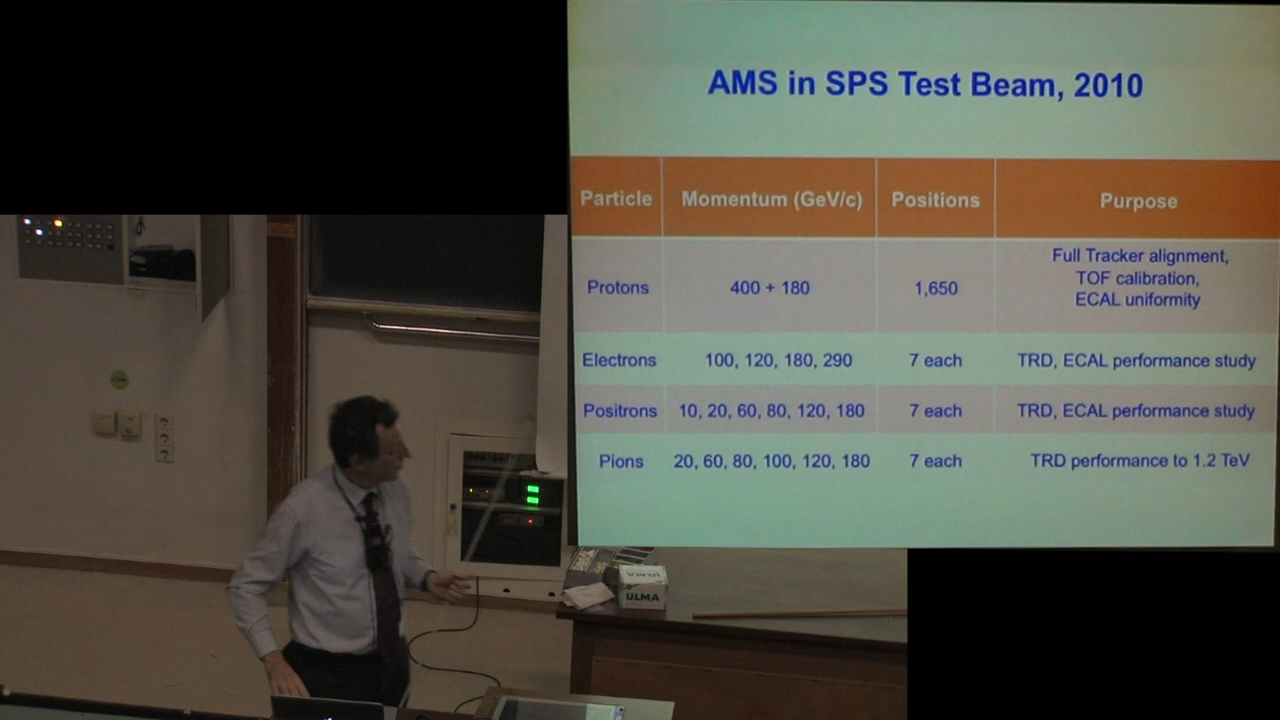 AMS in SPS Test Beam, 2010
Particle Momentum (GeV/c) Positions Purpose
Protons 400 + 180 1,650 Full Tracker alignment,
TOF calibration,
ECAL uniformity
Electrons 100, 120, 180, 290 7 each TRD, ECAL performance study
Positrons 10, 20, 60, 80, 120, 180 7 each TRD, ECAL performance study
Pions 20, 60, 80, 100, 120, 180 7 each TRD performance to 1.2 TeV
ULMA
ULMA